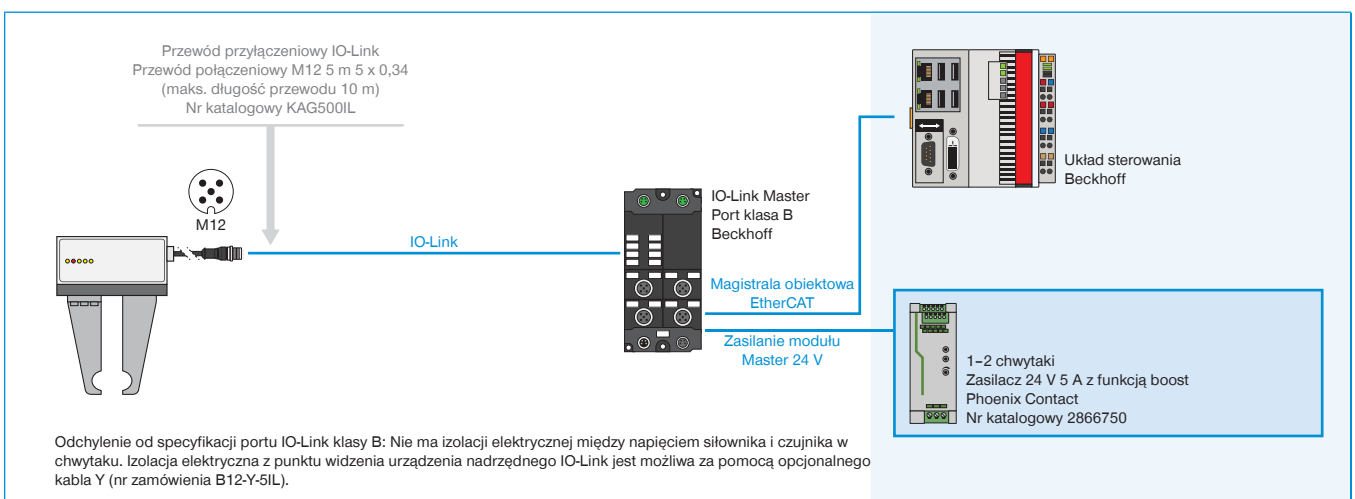 Przewód przyłączeniowy IO-Link
Przewód połączeniowy M12 5 m 5 x 0,34
(maks. długość przewodu 10 m)
Nr katalogowy KAG500IL
M12
IO-Link
IO-Link Master
Port klasa B
Beckhoff
Układ sterowania
Beckhoff
Magistrala obiektowa
EtherCAT
Zasilanie modułu
Master 24 V
1–2 chwytaki
Zasilacz 24 V 5 A z funkcją boost
Phoenix Contact
Nr katalogowy 2866750
Odchylenie od specyfikacji portu IO-Link klasy B: Nie ma izolacji elektrycznej między napięciem siłownika i czujnika w
chwytaku. Izolacja elektryczna z punktu widzenia urządzenia nadrzędnego IO-Link jest możliwa za pomocą opcjonalnego
kabla Y (nr zamówienia B12-Y-5IL).